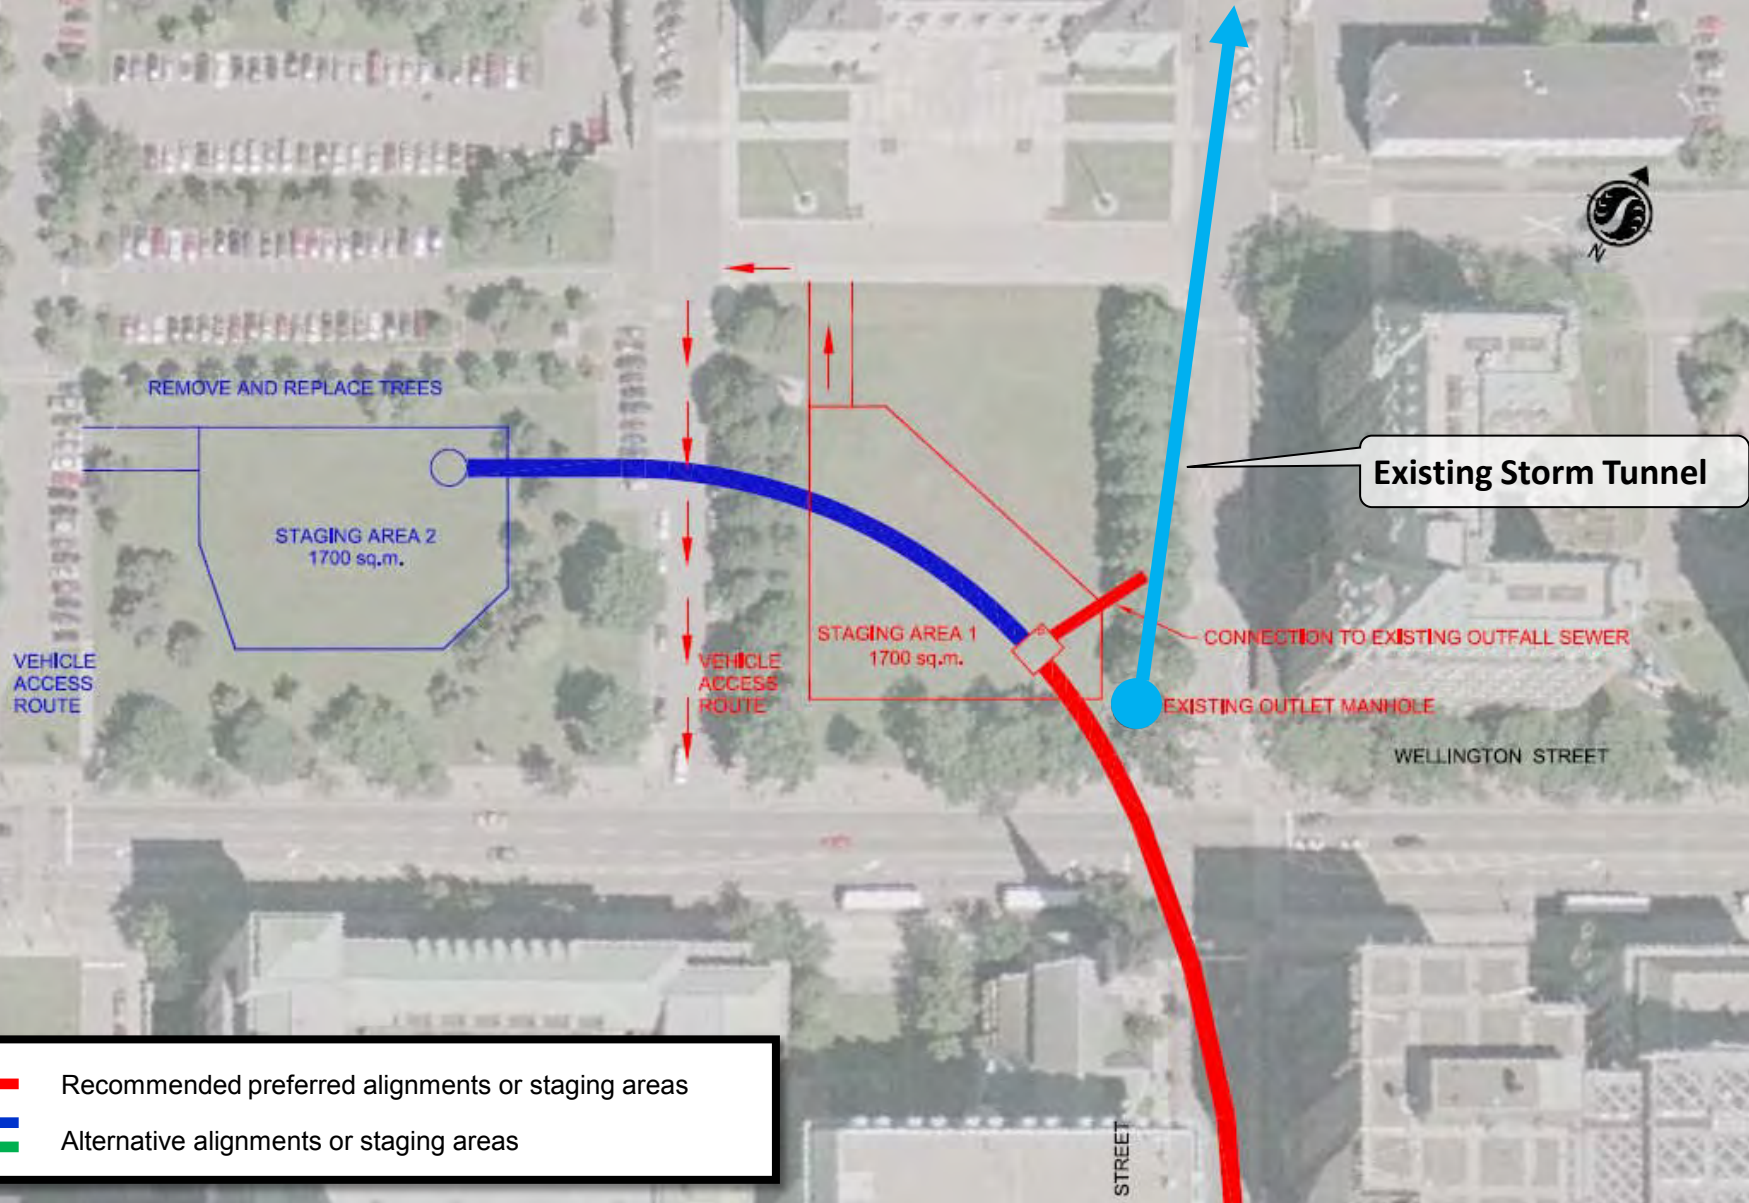 N
REMOVE AND REPLACE TREES
Existing Storm Tunnel
STAGING AREA 2
1700 sq.m.
STAGING AREA 1
1700 sq.m.
CONNECTION TO EXISTING OUTFALL SEWER
VEHICLE
ACCESS
ROUTE
VEHICLE
ACCESS
ROUTE
EXISTING OUTLET MANHOLE
WELLINGTON STREET
Recommended preferred alignments or staging areas
Alternative alignments or staging areas
STREET